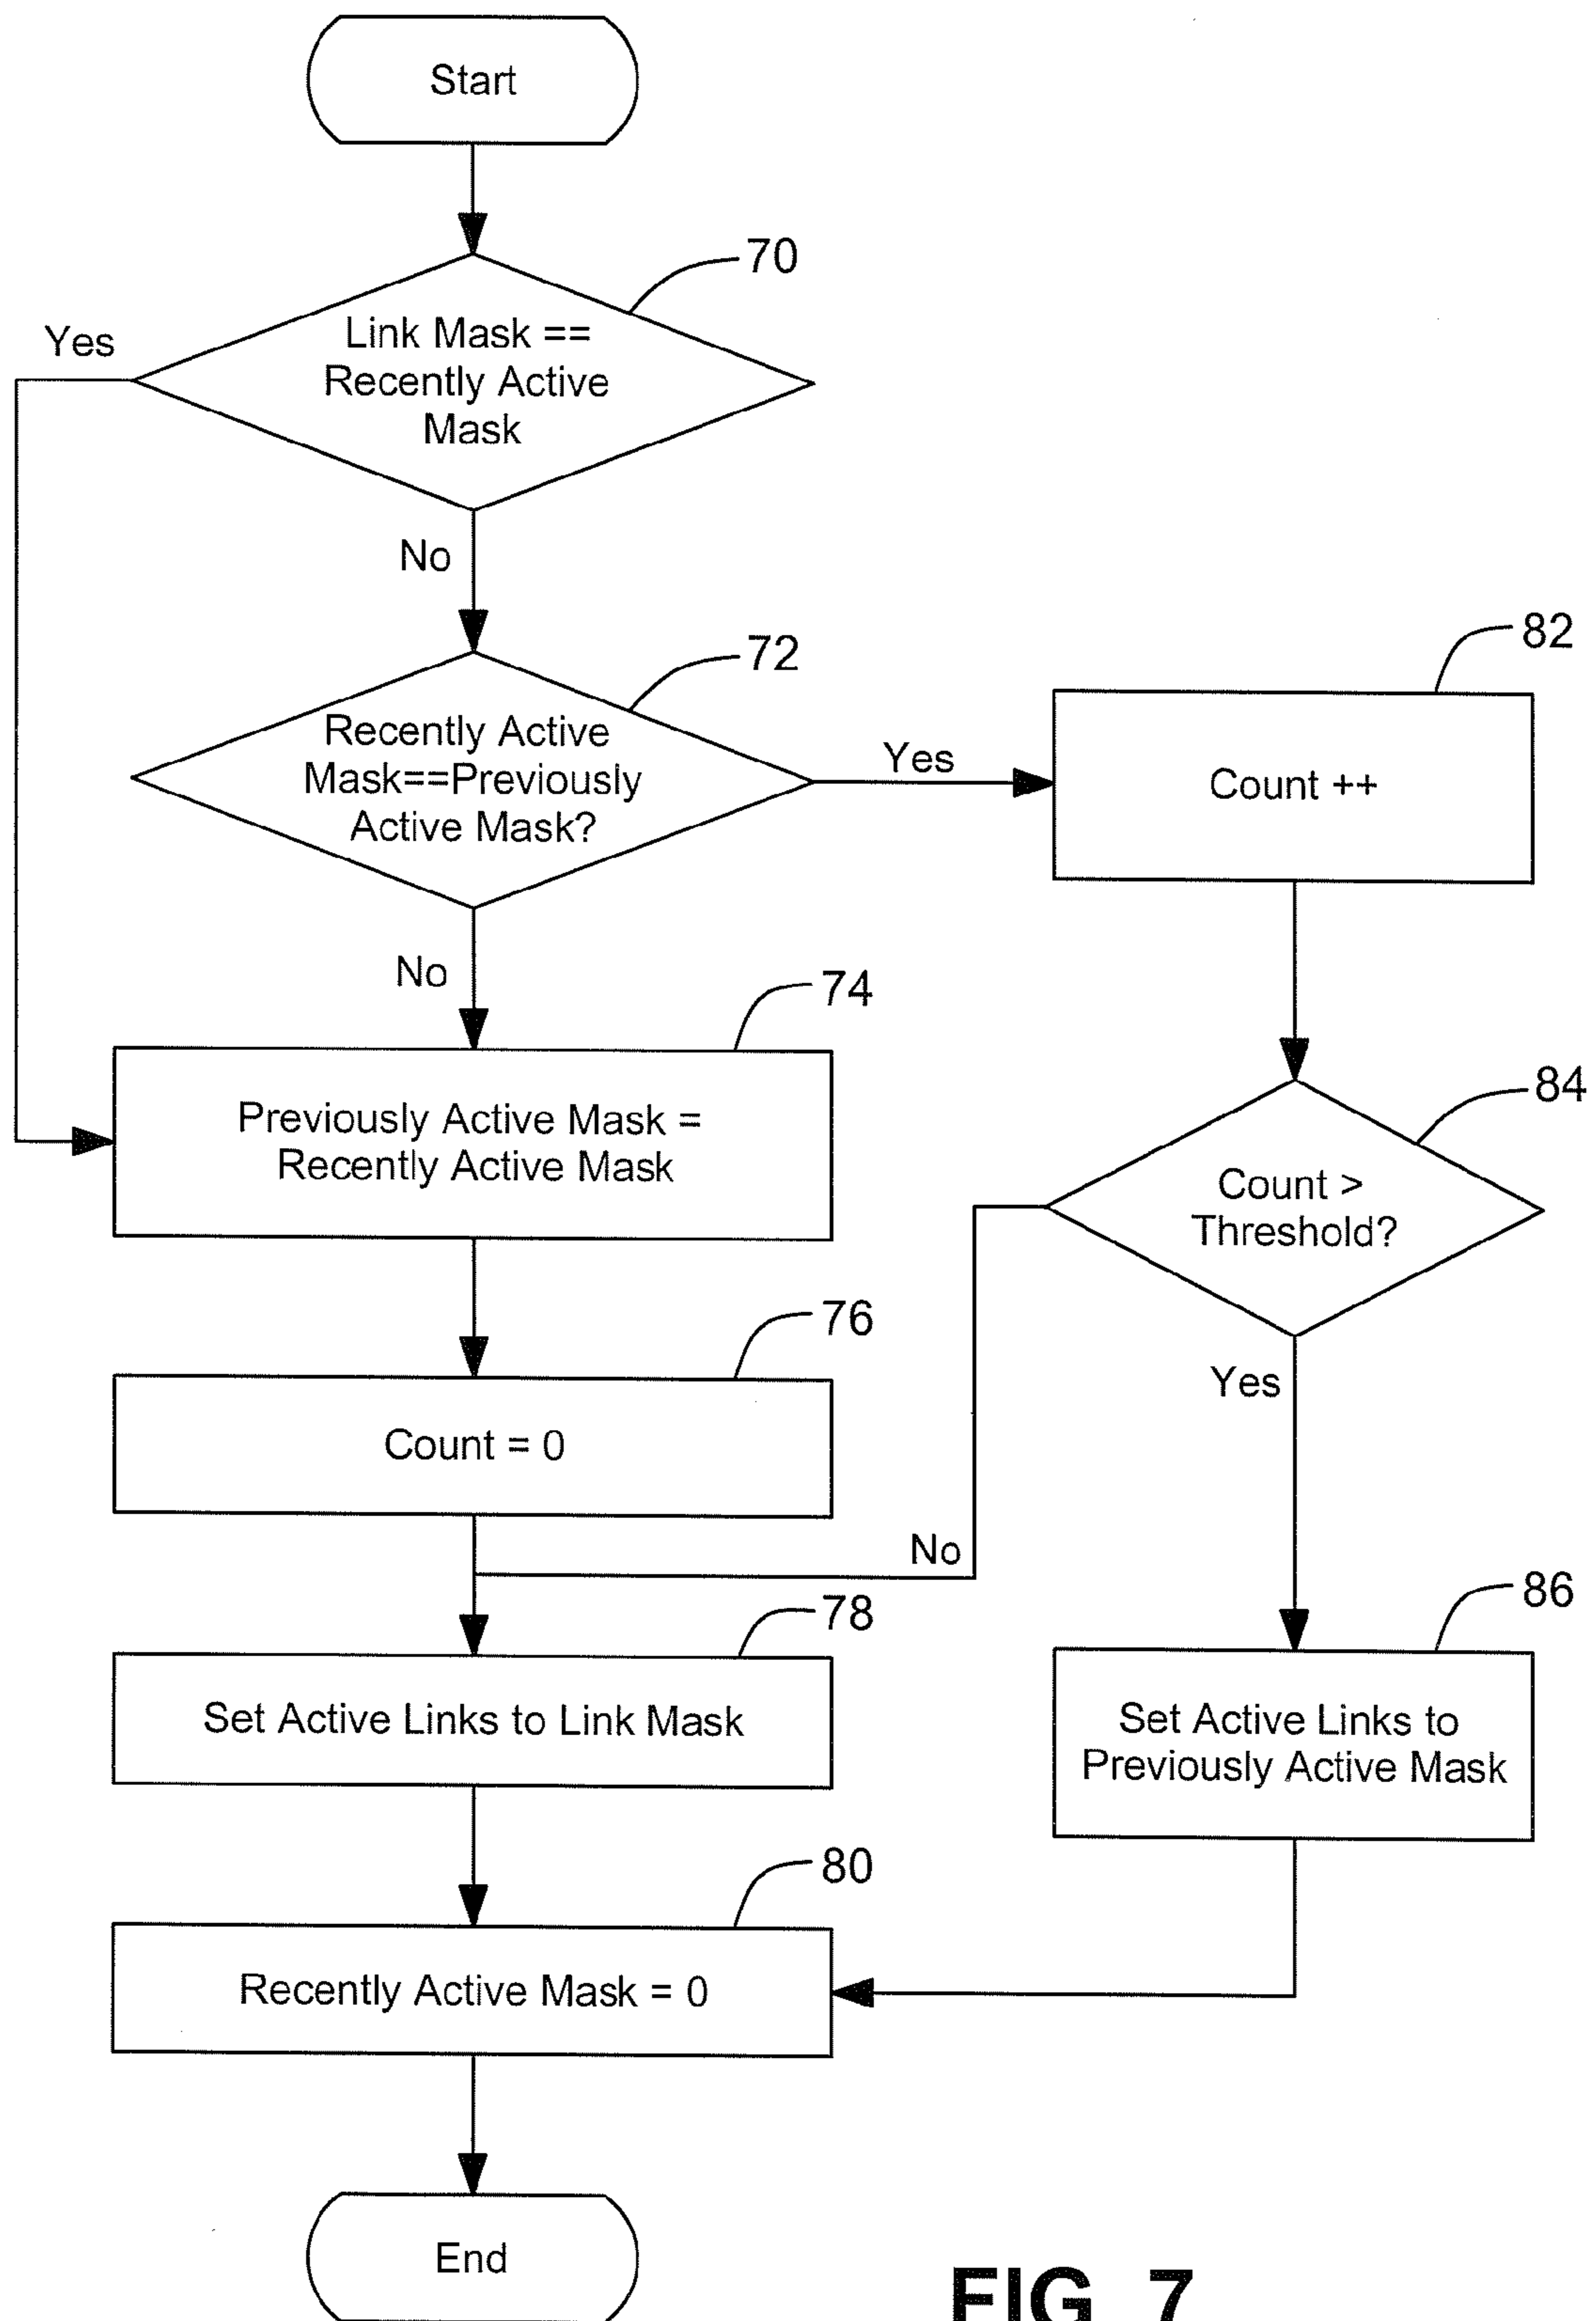 Start
70
Yes
Link Mask ==
Recently Active
Mask
No
72
82
Recently Active
Mask==Previously
Active Mask?
Yes
Count ++
No
74
84
Previously Active Mask =
Recently Active Mask
Count >
Threshold?
76
Yes
Count = 0
No
78
86
Set Active Links to Link Mask
Set Active Links to
Previously Active Mask
80
Recently Active Mask = 0
End
FIG. 7